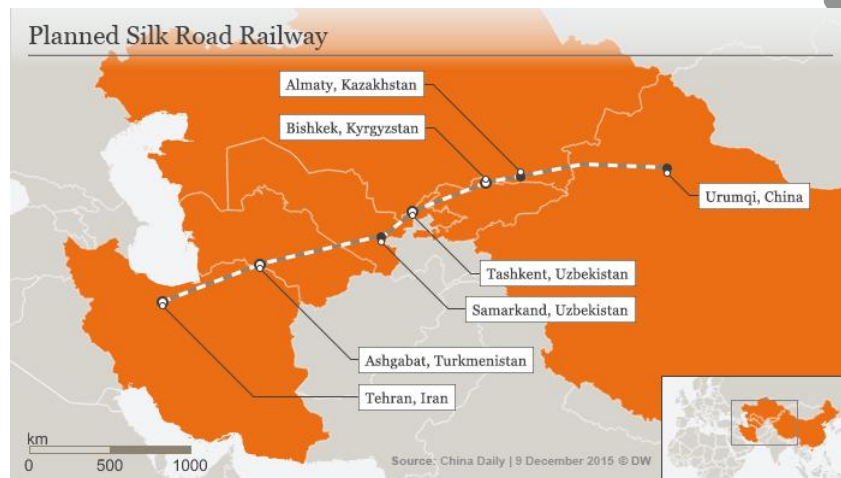 Planned Silk Road Railway
Almaty, Kazakhstan
Bishkek, Kyrgyzstan
Urumqi, China
Tashkent, Uzbekistan
Samarkand, Uzbekistan
Ashgabat, Turkmenistan
Tehran, Iran
km
0 500 1000
Source: China Daily | 9 December 2015 © DW